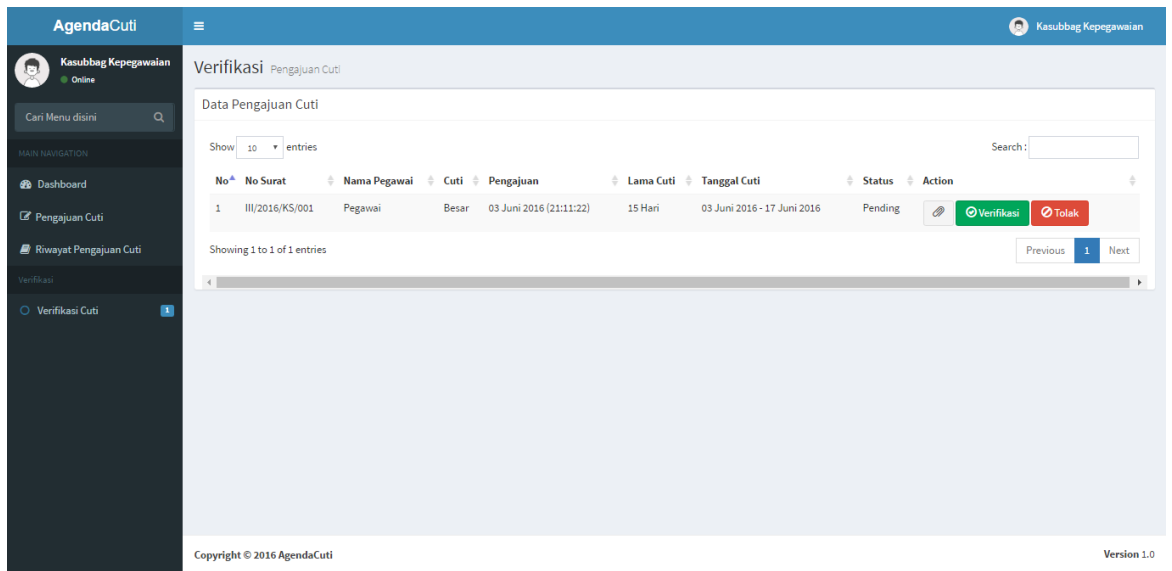 AgendaCuti
Kasubbag Kepegawaian
Kasubbag Kepegawaian
Online
Cari Menu disini
MAIN NAVIGATION
Dashboard
Pengajuan Cuti
Riwayat Pengajuan Cuti
Verifikasi
Verifikasi Cuti 1
Verifikasi Pengajuan Cuti
Data Pengajuan Cuti
Show 10 entries Search :
No No Surat Nama Pegawai Cuti Pengajuan Lama Cuti Tanggal Cuti Status Action
1 III/2016/KS/001 Pegawai Besar 03 Juni 2016 (21:11:22) 15 Hari 03 Juni 2016 - 17 Juni 2016 Pending Verifikasi Tolak
Showing 1 to 1 of 1 entries Previous 1 Next
Copyright © 2016 AgendaCuti Version 1.0